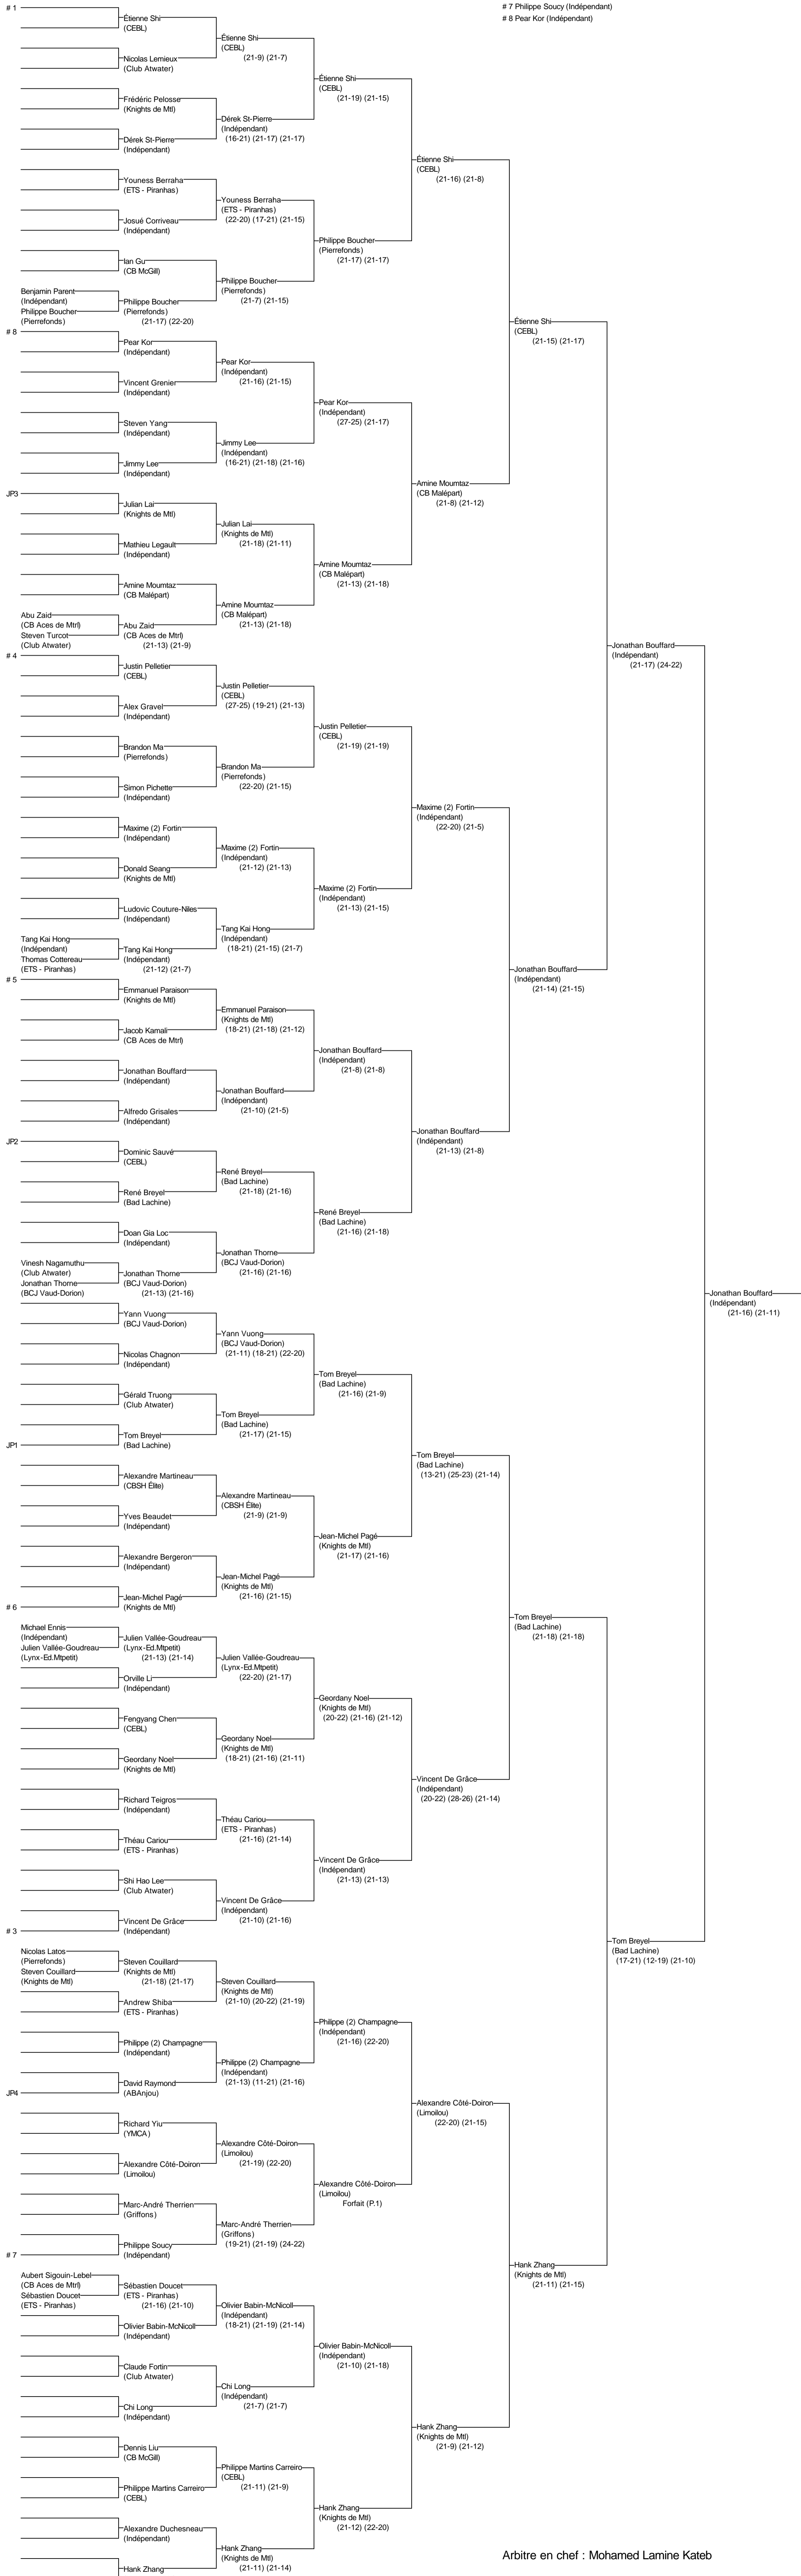 # 7 Philippe Soucy (Indépendant)
# 8 Pear Kor (Indépendant)
# 1
Étienne Shi
(CEBL)
Nicolas Lemieux
(Club Atwater)
Frédéric Pelosse
(Knights de Mtl)
Dérek St-Pierre
(Indépendant)
Youness Berraha
(ETS - Piranhas)
Josué Corriveau
(Indépendant)
Ian Gu
(CB McGill)
Benjamin Parent
(Indépendant)
Philippe Boucher
(Pierrefonds)
Philippe Boucher
(Pierrefonds)
(21-17) (22-20)
# 8
Pear Kor
(Indépendant)
Vincent Grenier
(Indépendant)
Steven Yang
(Indépendant)
Jimmy Lee
(Indépendant)
JP3
Julian Lai
(Knights de Mtl)
Mathieu Legault
(Indépendant)
Amine Moumtaz
(CB Malépart)
Abu Zaid
(CB Aces de Mtrl)
Steven Turcot
(Club Atwater)
Abu Zaid
(CB Aces de Mtrl)
(21-13) (21-9)
# 4
Justin Pelletier
(CEBL)
Alex Gravel
(Indépendant)
Brandon Ma
(Pierrefonds)
Simon Pichette
(Indépendant)
Maxime (2) Fortin
(Indépendant)
Donald Seang
(Knights de Mtl)
Ludovic Couture-Niles
(Indépendant)
Tang Kai Hong
(Indépendant)
Thomas Cottereau
(ETS - Piranhas)
Tang Kai Hong
(Indépendant)
(21-12) (21-7)
# 5
Emmanuel Paraison
(Knights de Mtl)
Jacob Kamali
(CB Aces de Mtrl)
Jonathan Bouffard
(Indépendant)
Alfredo Grisales
(Indépendant)
JP2
Dominic Sauvé
(CEBL)
René Breyel
(Bad Lachine)
Doan Gia Loc
(Indépendant)
Vinesh Nagamuthu
(Club Atwater)
Jonathan Thorne
(BCJ Vaud-Dorion)
Jonathan Thorne
(BCJ Vaud-Dorion)
(21-13) (21-16)
Yann Vuong
(BCJ Vaud-Dorion)
Nicolas Chagnon
(Indépendant)
Gérald Truong
(Club Atwater)
Tom Breyel
(Bad Lachine)
JP1
Alexandre Martineau
(CBSH Élite)
Yves Beaudet
(Indépendant)
Alexandre Bergeron
(Indépendant)
Jean-Michel Pagé
(Knights de Mtl)
# 6
Michael Ennis
(Indépendant)
Julien Vallée-Goudreau
(Lynx-Ed.Mtpetit)
Julien Vallée-Goudreau
(Lynx-Ed.Mtpetit)
(21-13) (21-14)
Orville Li
(Indépendant)
Fengyang Chen
(CEBL)
Geordany Noel
(Knights de Mtl)
Richard Teigros
(Indépendant)
Théau Cariou
(ETS - Piranhas)
Shi Hao Lee
(Club Atwater)
Vincent De Grâce
(Indépendant)
# 3
Nicolas Latos
(Pierrefonds)
Steven Couillard
(Knights de Mtl)
Steven Couillard
(Knights de Mtl)
(21-18) (21-17)
Andrew Shiba
(ETS - Piranhas)
Philippe (2) Champagne
(Indépendant)
David Raymond
(ABAnjou)
JP4
Richard Yiu
(YMCA)
Alexandre Côté-Doiron
(Limoilou)
Marc-André Therrien
(Griffons)
Philippe Soucy
(Indépendant)
# 7
Aubert Sigouin-Lebel
(CB Aces de Mtrl)
Sébastien Doucet
(ETS - Piranhas)
Sébastien Doucet
(ETS - Piranhas)
(21-16) (21-10)
Olivier Babin-McNicoll
(Indépendant)
Claude Fortin
(Club Atwater)
Chi Long
(Indépendant)
Dennis Liu
(CB McGill)
Philippe Martins Carreiro
(CEBL)
Alexandre Duchesneau
(Indépendant)
Hank Zhang
Étienne Shi
(CEBL)
(21-9) (21-7)
Dérek St-Pierre
(Indépendant)
(16-21) (21-17) (21-17)
Youness Berraha
(ETS - Piranhas)
(22-20) (17-21) (21-15)
Philippe Boucher
(Pierrefonds)
(21-7) (21-15)
Pear Kor
(Indépendant)
(21-16) (21-15)
Jimmy Lee
(Indépendant)
(16-21) (21-18) (21-16)
Julian Lai
(Knights de Mtl)
(21-18) (21-11)
Amine Moumtaz
(CB Malépart)
(21-13) (21-18)
Justin Pelletier
(CEBL)
(27-25) (19-21) (21-13)
Brandon Ma
(Pierrefonds)
(22-20) (21-15)
Maxime (2) Fortin
(Indépendant)
(21-12) (21-13)
Tang Kai Hong
(Indépendant)
(18-21) (21-15) (21-7)
Emmanuel Paraison
(Knights de Mtl)
(18-21) (21-18) (21-12)
Jonathan Bouffard
(Indépendant)
(21-10) (21-5)
René Breyel
(Bad Lachine)
(21-18) (21-16)
Jonathan Thorne
(BCJ Vaud-Dorion)
(21-16) (21-16)
Yann Vuong
(BCJ Vaud-Dorion)
(21-11) (18-21) (22-20)
Tom Breyel
(Bad Lachine)
(21-17) (21-15)
Alexandre Martineau
(CBSH Élite)
(21-9) (21-9)
Jean-Michel Pagé
(Knights de Mtl)
(21-16) (21-15)
Julien Vallée-Goudreau
(Lynx-Ed.Mtpetit)
(22-20) (21-17)
Geordany Noel
(Knights de Mtl)
(18-21) (21-16) (21-11)
Théau Cariou
(ETS - Piranhas)
(21-16) (21-14)
Vincent De Grâce
(Indépendant)
(21-10) (21-16)
Steven Couillard
(Knights de Mtl)
(21-10) (20-22) (21-19)
Philippe (2) Champagne
(Indépendant)
(21-13) (11-21) (21-16)
Alexandre Côté-Doiron
(Limoilou)
(21-19) (22-20)
Marc-André Therrien
(Griffons)
(19-21) (21-19) (24-22)
Olivier Babin-McNicoll
(Indépendant)
(18-21) (21-19) (21-14)
Chi Long
(Indépendant)
(21-7) (21-7)
Philippe Martins Carreiro
(CEBL)
(21-11) (21-9)
Hank Zhang
(Knights de Mtl)
(21-11) (21-14)
Étienne Shi
(CEBL)
(21-19) (21-15)
Philippe Boucher
(Pierrefonds)
(21-17) (21-17)
Pear Kor
(Indépendant)
(27-25) (21-17)
Amine Moumtaz
(CB Malépart)
(21-13) (21-18)
Justin Pelletier
(CEBL)
(21-19) (21-19)
Maxime (2) Fortin
(Indépendant)
(21-13) (21-15)
Jonathan Bouffard
(Indépendant)
(21-8) (21-8)
René Breyel
(Bad Lachine)
(21-16) (21-18)
Tom Breyel
(Bad Lachine)
(21-16) (21-9)
Jean-Michel Pagé
(Knights de Mtl)
(21-17) (21-16)
Geordany Noel
(Knights de Mtl)
(20-22) (21-16) (21-12)
Vincent De Grâce
(Indépendant)
(21-13) (21-13)
Philippe (2) Champagne
(Indépendant)
(21-16) (22-20)
Alexandre Côté-Doiron
(Limoilou)
Forfait (P.1)
Olivier Babin-McNicoll
(Indépendant)
(21-10) (21-18)
Hank Zhang
(Knights de Mtl)
(21-12) (22-20)
Étienne Shi
(CEBL)
(21-16) (21-8)
Amine Moumtaz
(CB Malépart)
(21-8) (21-12)
Maxime (2) Fortin
(Indépendant)
(22-20) (21-5)
Jonathan Bouffard
(Indépendant)
(21-13) (21-8)
Tom Breyel
(Bad Lachine)
(13-21) (25-23) (21-14)
Vincent De Grâce
(Indépendant)
(20-22) (28-26) (21-14)
Alexandre Côté-Doiron
(Limoilou)
(22-20) (21-15)
Hank Zhang
(Knights de Mtl)
(21-9) (21-12)
Étienne Shi
(CEBL)
(21-15) (21-17)
Jonathan Bouffard
(Indépendant)
(21-14) (21-15)
Tom Breyel
(Bad Lachine)
(21-18) (21-18)
Hank Zhang
(Knights de Mtl)
(21-11) (21-15)
Jonathan Bouffard
(Indépendant)
(21-17) (24-22)
Tom Breyel
(Bad Lachine)
(17-21) (12-19) (21-10)
Jonathan Bouffard
(Indépendant)
(21-16) (21-11)
Arbitre en chef : Mohamed Lamine Kateb